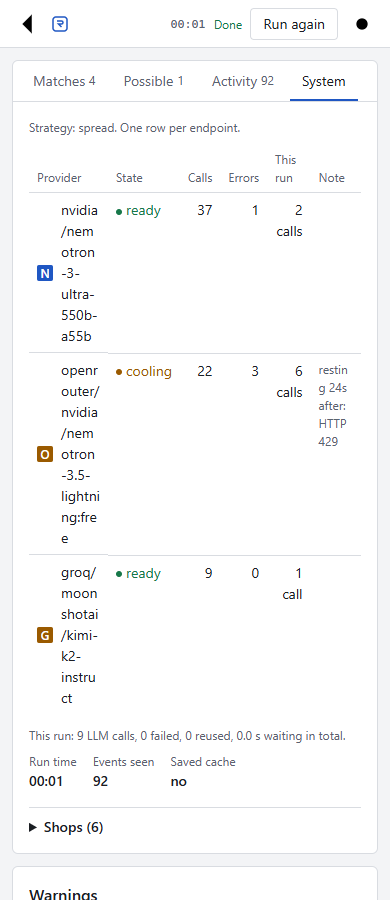 00:01 Done Run again
Matches 4 Possible 1 Activity 92 System
Strategy: spread. One row per endpoint.
Provider State Calls Errors This run Note
N nvidia
/nem
otron
-3-
ultra-
550b-
a55b
ready 37 1 2 calls
O openr
outer/
nvidia
/nem
otron
-3.5-
lightni
ng:fre
e
cooling 22 3 6 calls
restin
g 24s
after:
HTTP
429
G groq/
moon
shotai
/kimi-
k2-
instru
ct
ready 9 0 1 call
This run: 9 LLM calls, 0 failed, 0 reused, 0.0 s waiting in total.
Run time Events seen Saved cache
00:01 92 no
Shops (6)
Warnings